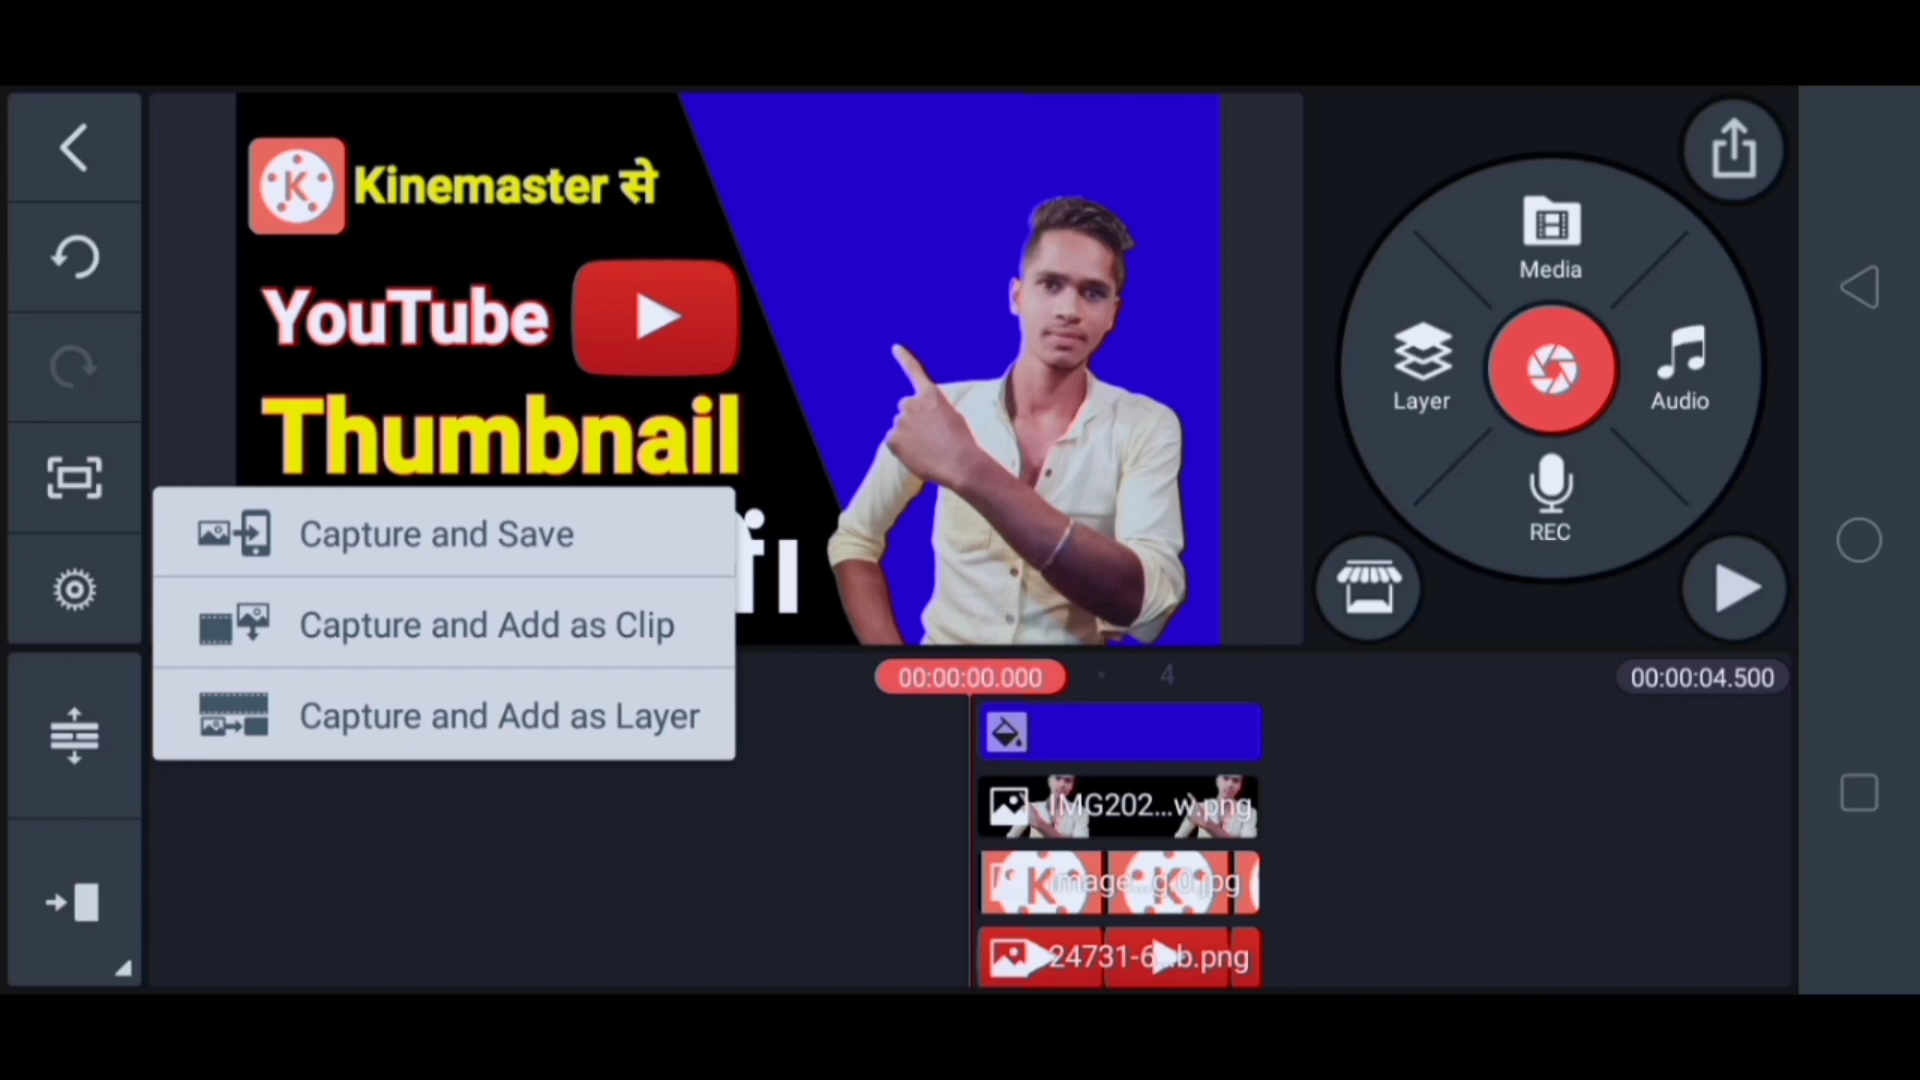 K
Kinemaster से
YouTube
Thumbnail
Capture and Save
Capture and Add as Clip
Capture and Add as Layer
Media
Layer
Audio
REC
00:00:00.000
4
00:00:04.500
IMG202...w.png
K K
24731-6...b.png